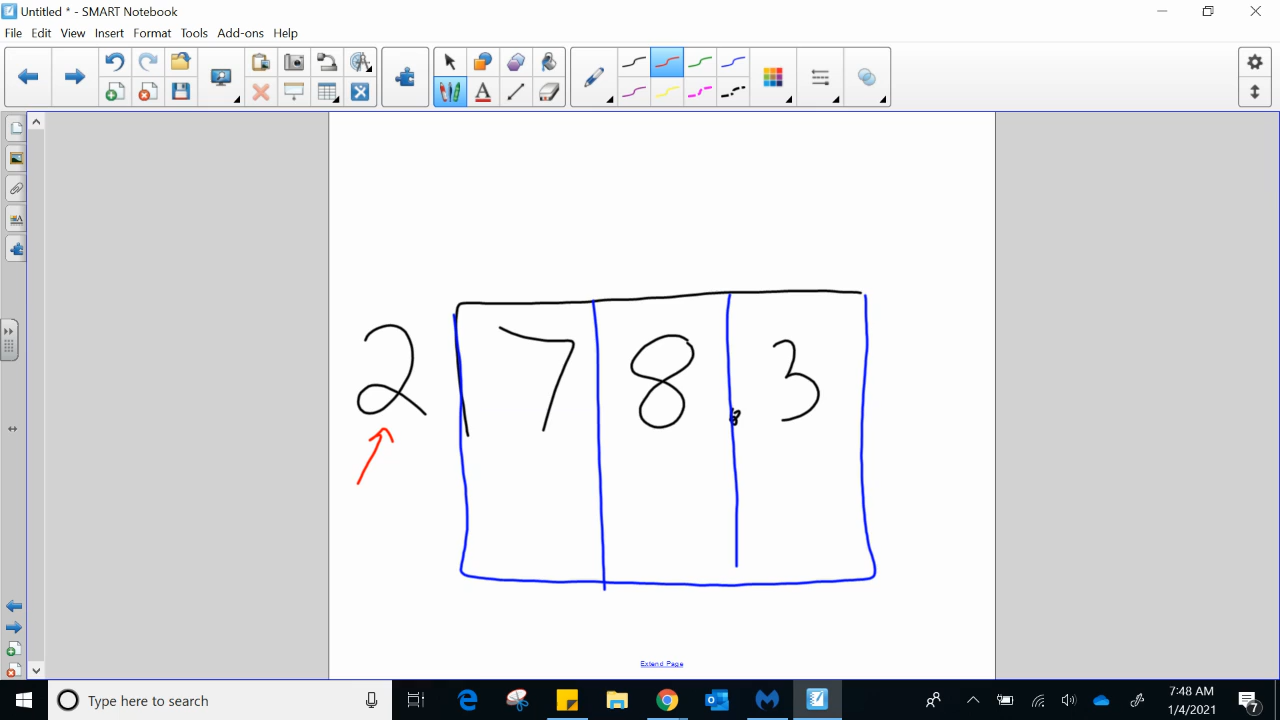 Untitled * - SMART Notebook
File Edit View Insert Format Tools Add-ons Help
2 7 8 . 3
Extend Page
Type here to search
7:48 AM
1/4/2021
7